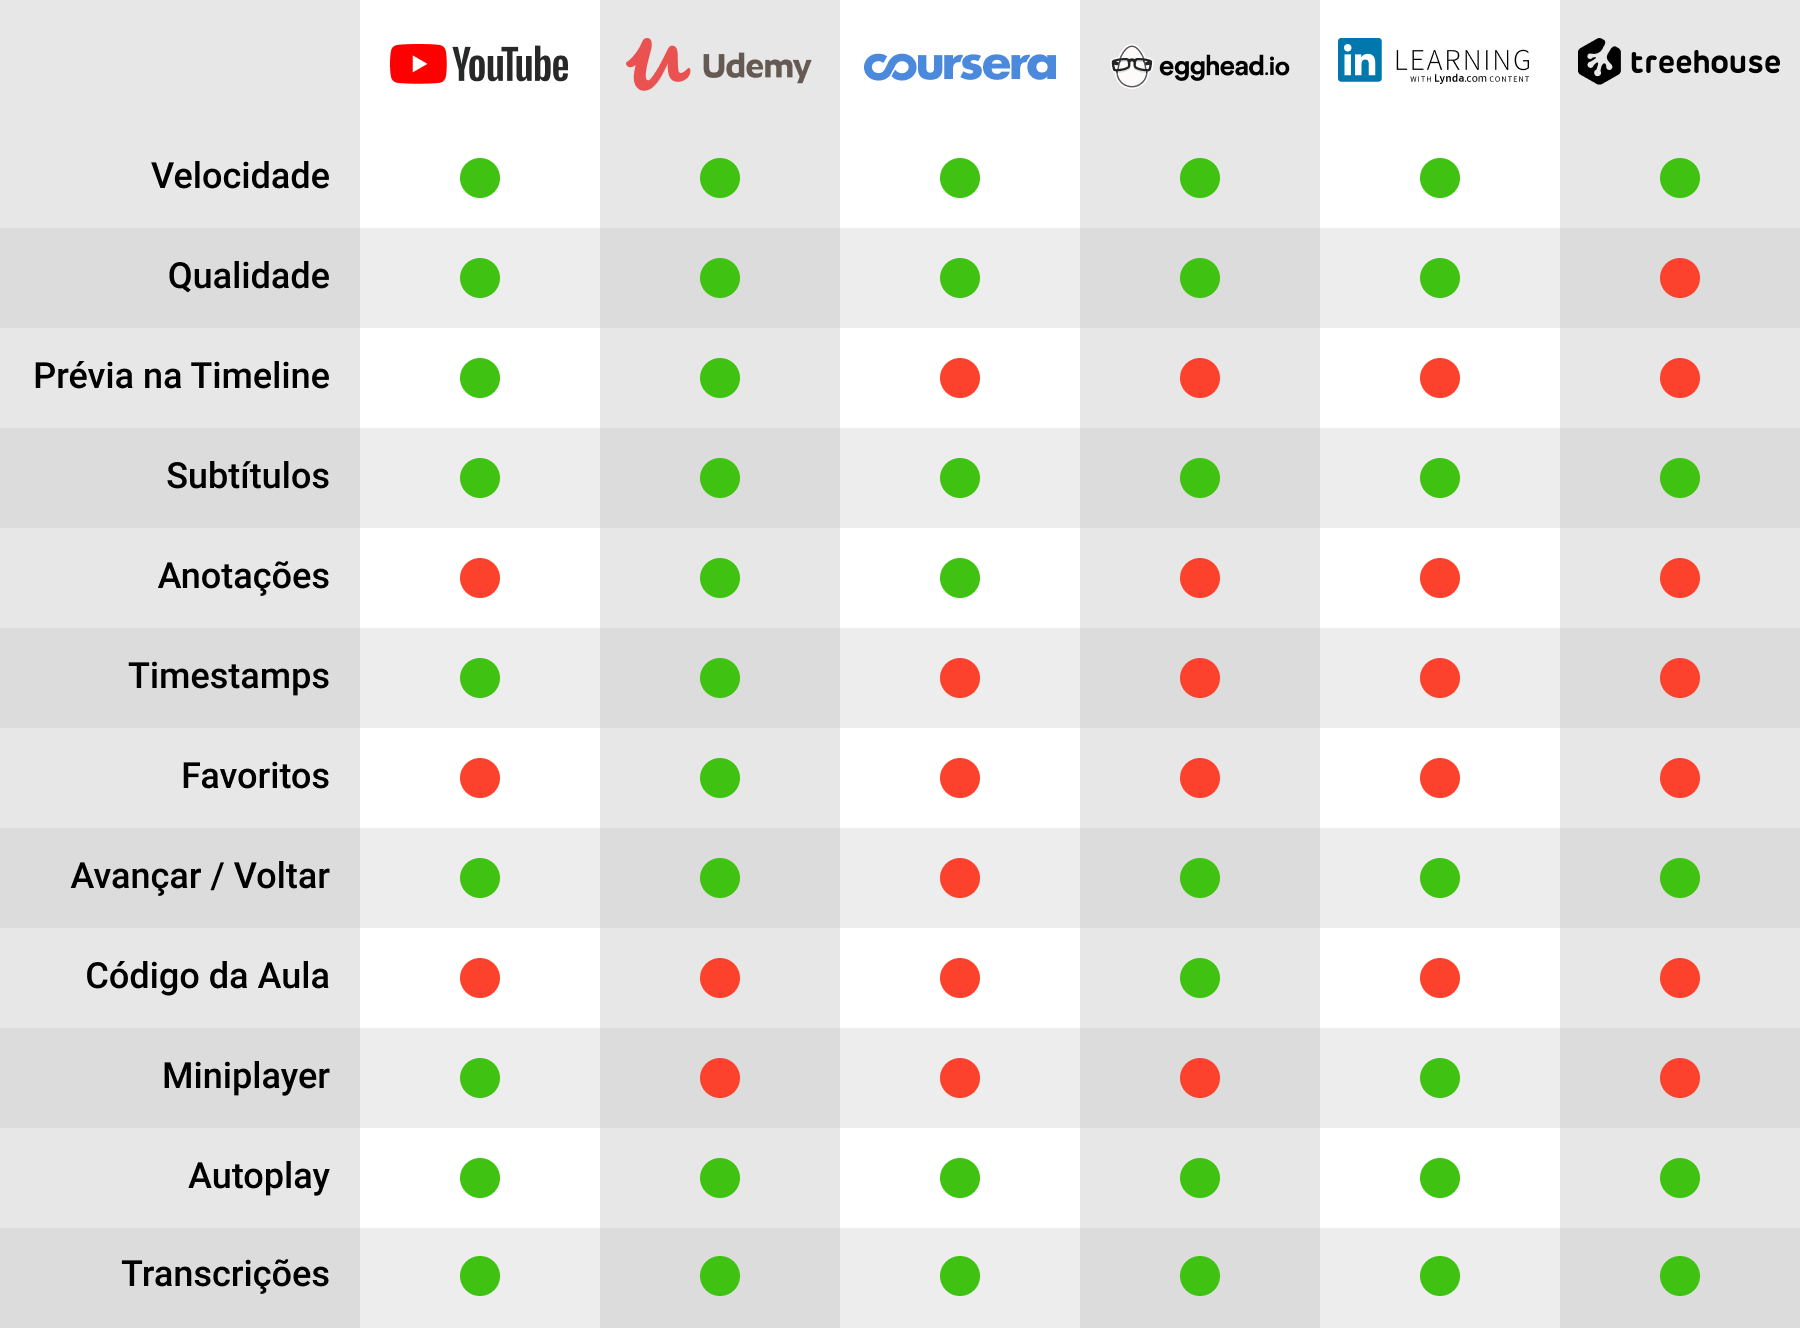 YouTube
Udemy
coursera
egghead.io
in LEARNING
WITH Lynda.com CONTENT
treehouse
Velocidade
Qualidade
Prévia na Timeline
Subtítulos
Anotações
Timestamps
Favoritos
Avançar / Voltar
Código da Aula
Miniplayer
Autoplay
Transcrições